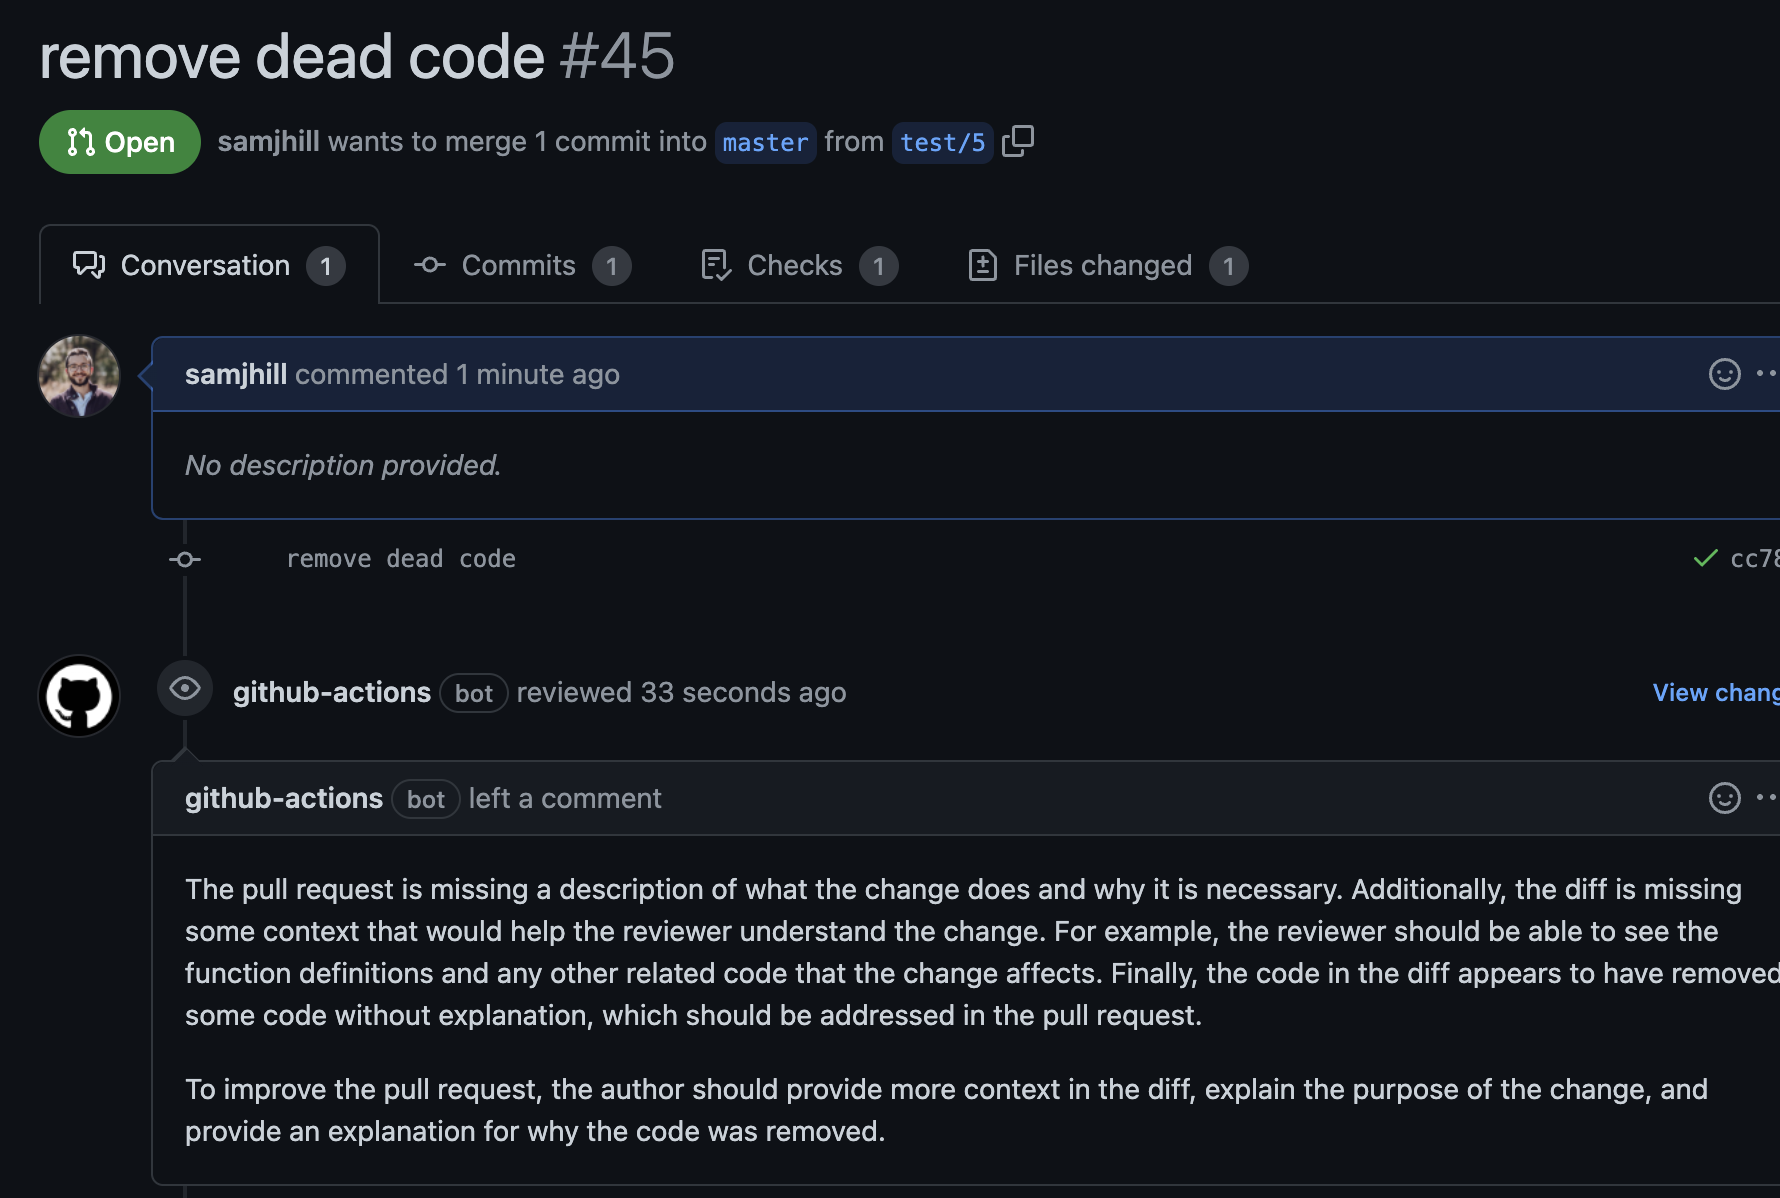 remove dead code #45
Open samjhill wants to merge 1 commit into master from test/5
Conversation 1 Commits 1 Checks 1 Files changed 1
samjhill commented 1 minute ago
No description provided.
remove dead code cc78
github-actions bot reviewed 33 seconds ago View chang
github-actions bot left a comment
The pull request is missing a description of what the change does and why it is necessary. Additionally, the diff is missing
some context that would help the reviewer understand the change. For example, the reviewer should be able to see the
function definitions and any other related code that the change affects. Finally, the code in the diff appears to have removed
some code without explanation, which should be addressed in the pull request.
To improve the pull request, the author should provide more context in the diff, explain the purpose of the change, and
provide an explanation for why the code was removed.